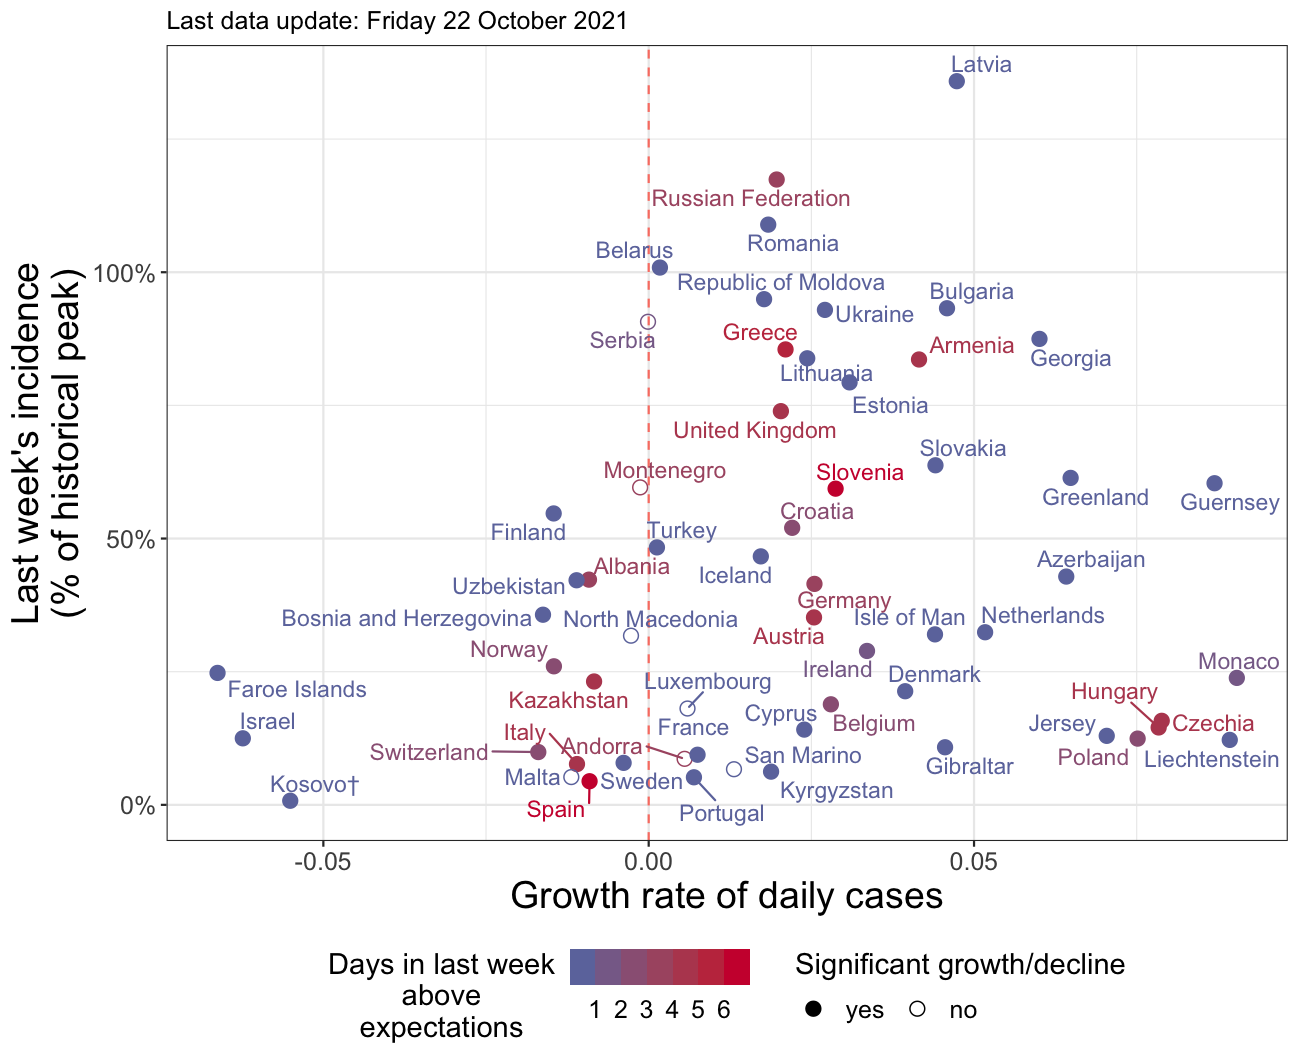 Last data update: Friday 22 October 2021
Last week's incidence
(% of historical peak)
100%
50%
0%
Latvia
Russian Federation
Romania
Belarus
Republic of Moldova
Bulgaria
Ukraine
Serbia
Greece
Armenia
Georgia
Lithuania
Estonia
United Kingdom
Slovakia
Montenegro
Slovenia
Greenland
Guernsey
Croatia
Finland
Turkey
Azerbaijan
Albania
Iceland
Uzbekistan
Germany
Bosnia and Herzegovina
North Macedonia
Isle of Man
Netherlands
Austria
Norway
Ireland
Monaco
Faroe Islands
Luxembourg
Denmark
Kazakhstan
Hungary
Israel
Cyprus
France
Belgium
Jersey
Czechia
Italy
Switzerland
Andorra
San Marino
Poland
Liechtenstein
Gibraltar
Malta
Sweden
Kosovo†
Kyrgyzstan
Spain
Portugal
-0.05
0.00
0.05
Growth rate of daily cases
Days in last week
above
expectations
1 2 3 4 5 6
Significant growth/decline
yes
no